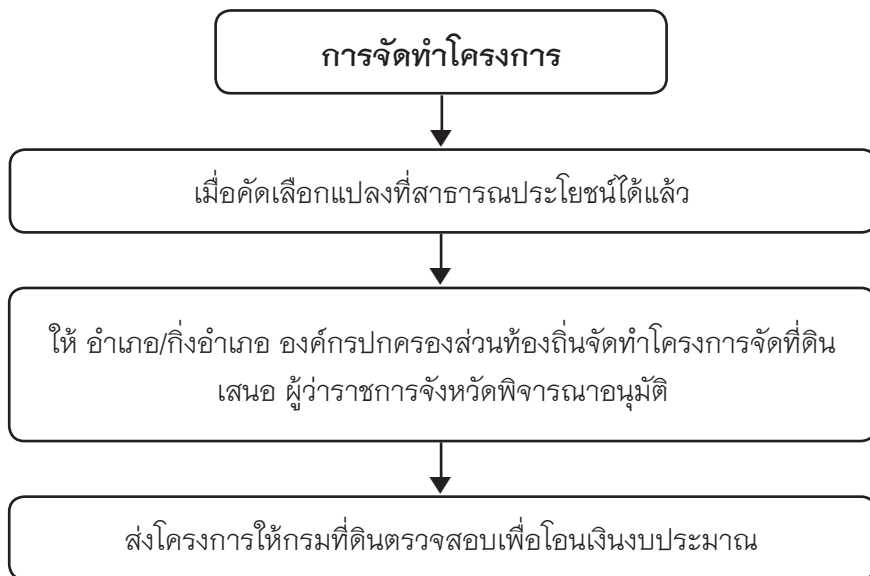 การจัดทำโครงการ
เมื่อคัดเลือกแปลงที่สาธารณประโยชน์ได้แล้ว
ให้ อำเภอ/กิ่งอำเภอ องค์กรปกครองส่วนท้องถิ่นจัดทำโครงการจัดที่ดิน
เสนอ ผู้ว่าราชการจังหวัดพิจารณาอนุมัติ
ส่งโครงการให้กรมที่ดินตรวจสอบเพื่อโอนเงินงบประมาณ